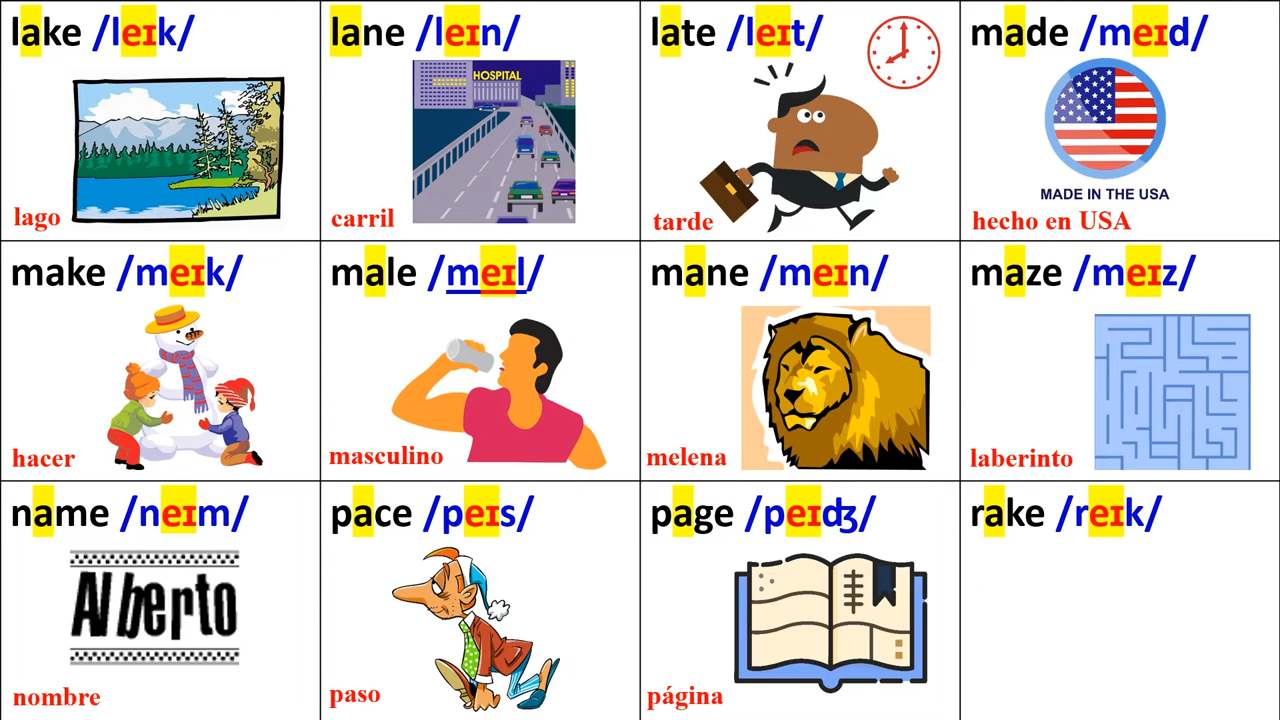 lake /leɪk/
lago
lane /leɪn/
HOSPITAL
carril
late /leɪt/
tarde
made /meɪd/
MADE IN THE USA
hecho en USA
make /meɪk/
hacer
male /meɪl/
masculino
mane /meɪn/
melena
maze /meɪz/
laberinto
name /neɪm/
Alberto
nombre
pace /peɪs/
paso
page /peɪʤ/
página
rake /reɪk/